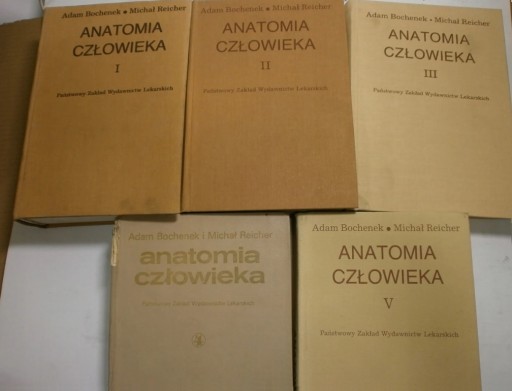 Adam Bochenek • Michał Reicher
ANATOMIA
CZŁOWIEKA
I
Państwowy Zakład Wydawnictw Lekarskich
Adam Bochenek • Michał Reicher
ANATOMIA
CZŁOWIEKA
II
Państwowy Zakład Wydawnictw Lekarskich
Adam Bochenek • Michał Reicher
ANATOMIA
CZŁOWIEKA
III
Państwowy Zakład Wydawnictw Lekarskich
Adam Bochenek i Michał Reicher
anatomia
człowieka
Państwowy Zakład Wydawnictw Lekarskich
Adam Bochenek • Michał Reicher
ANATOMIA
CZŁOWIEKA
V
Państwowy Zakład Wydawnictw Lekarskich